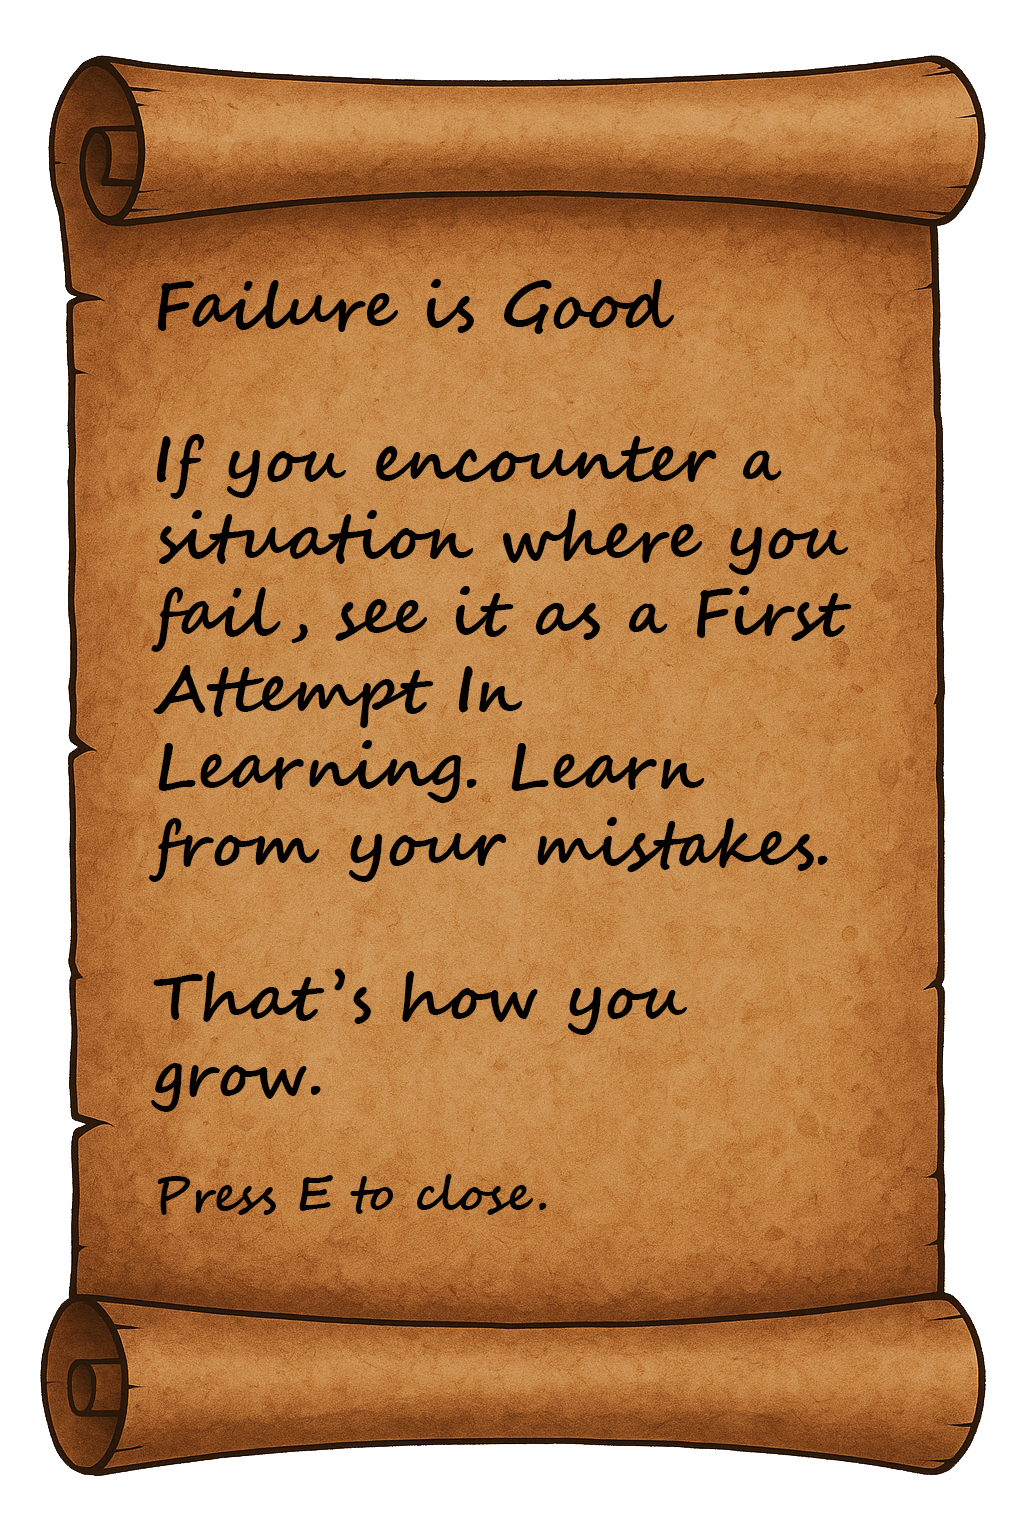 Failure is Good
If you encounter a
situation where you
fail, see it as a First
Attempt In
Learning. Learn
from your mistakes.
That’s how you
grow.
Press E to close.